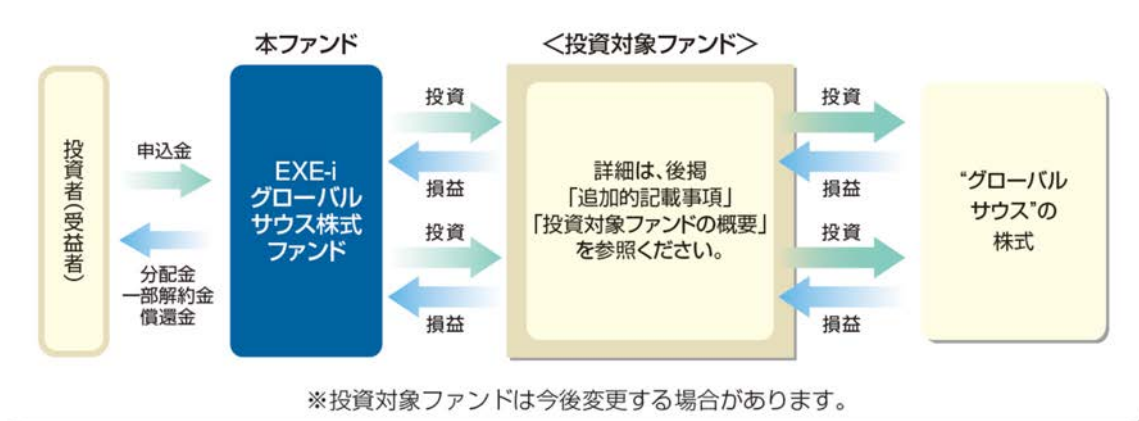 本ファンド
＜投資対象ファンド＞
投資者（受益者）
申込金
分配金
一部解約金
償還金
EXE-i
グローバル
サウス株式
ファンド
投資
損益
投資
損益
詳細は、後掲
「追加的記載事項」
「投資対象ファンドの概要」
を参照ください。
投資
損益
投資
損益
“グローバル
サウス”の
株式
※投資対象ファンドは今後変更する場合があります。